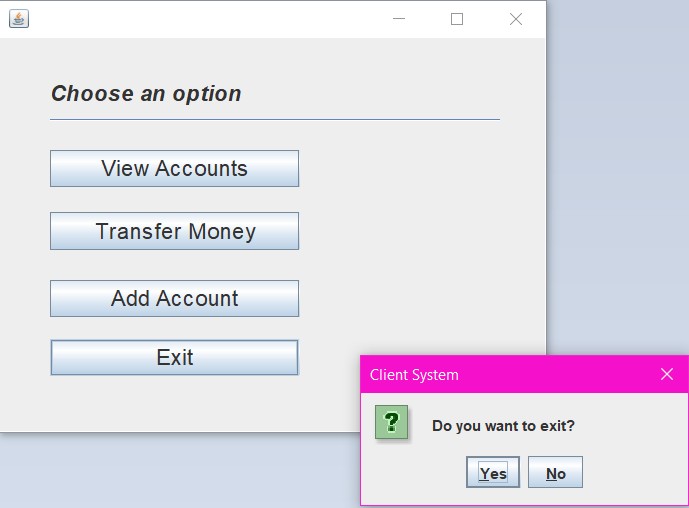 Choose an option
View Accounts
Transfer Money
Add Account
Exit
Client System
?
Do you want to exit?
Yes
No